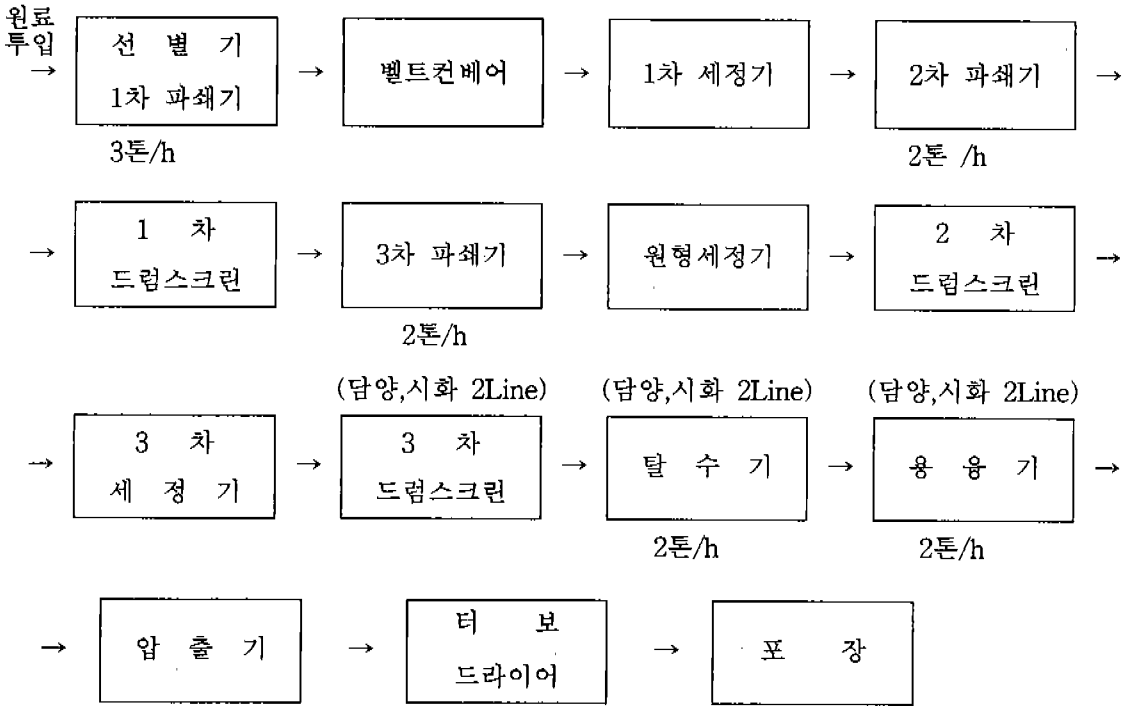 원료
투입
→ 선 별 기 → 벨트컨베어 → 1차 세정기 → 2차 파쇄기 →
1차 파쇄기
3톤/h 2톤 /h
→ 1 차 → 3차 파쇄기 → 원형세정기 → 2 차 →
드럼스크린 드럼스크린
2톤/h
(담양,시화 2Line) (담양,시화 2Line) (담양,시화 2Line)
→ 3 차 → 3 차 → 탈 수 기 → 용 융 기 →
세 정 기 드럼스크린
2톤/h 2톤/h
→ 압 출 기 → 터 보 → 포 장
드라이어